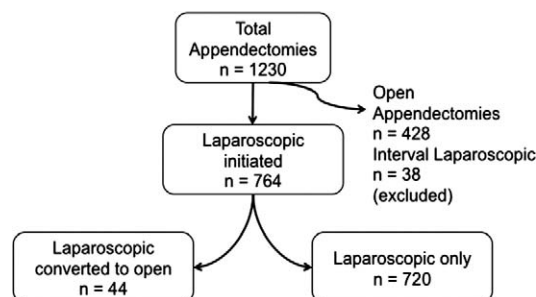 Total
Appendectomies
n = 1230
Open
Appendectomies
n = 428
Interval Laparoscopic
n = 38
(excluded)
Laparoscopic
initiated
n = 764
Laparoscopic
converted to open
n = 44
Laparoscopic only
n = 720